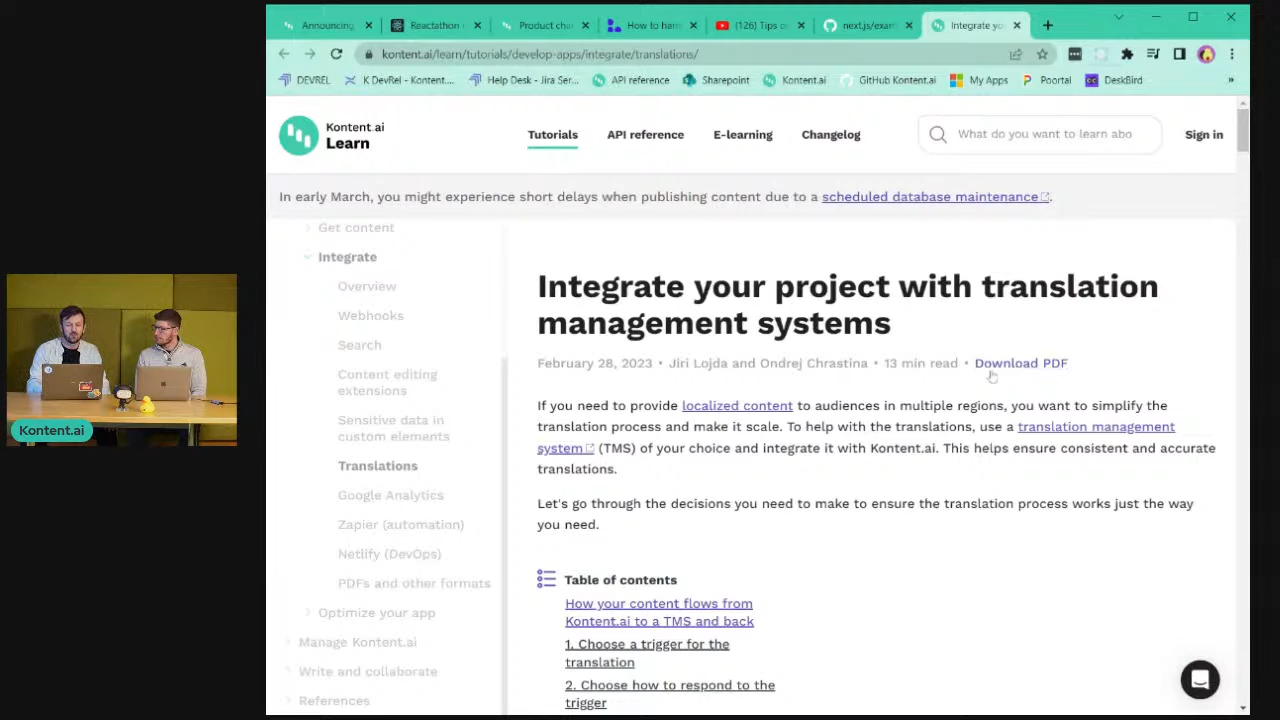 Announcing
Reactathon
Product cha
How to harn
(126) Tips o
next.js/exam
Integrate yo
kontent.ai/learn/tutorials/develop-apps/integrate/translations/
DEVREL
K DevRel - Kontent....
Help Desk - Jira Ser...
API reference
Sharepoint
Kontent.ai
GitHub Kontent.ai
My Apps
Poortal
DeskBird
Kontent.ai
Learn
Tutorials
API reference
E-learning
Changelog
What do you want to learn abo
Sign in
In early March, you might experience short delays when publishing content due to a scheduled database maintenance.
Get content
Integrate
Overview
Webhooks
Search
Content editing
extensions
Sensitive data in
custom elements
Translations
Google Analytics
Zapier (automation)
Netlify (DevOps)
PDFs and other formats
Optimize your app
Manage Kontent.ai
Write and collaborate
References
Integrate your project with translation
management systems
February 28, 2023 • Jiri Lojda and Ondrej Chrastina • 13 min read • Download PDF
If you need to provide localized content to audiences in multiple regions, you want to simplify the
translation process and make it scale. To help with the translations, use a translation management
system (TMS) of your choice and integrate it with Kontent.ai. This helps ensure consistent and accurate
translations.
Let's go through the decisions you need to make to ensure the translation process works just the way
you need.
Table of contents
How your content flows from
Kontent.ai to a TMS and back
1. Choose a trigger for the
translation
2. Choose how to respond to the
trigger
Kontent.ai